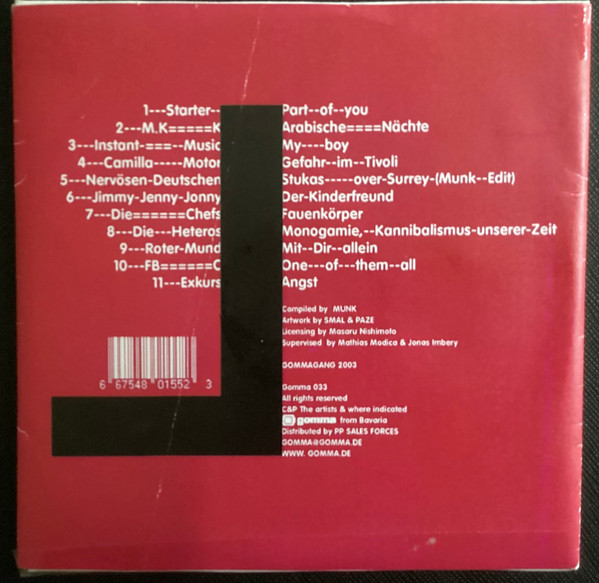 1---Starter-- Part--of--you
2---M.K=====K Arabische====Nächte
3---Instant-===--Music My----boy
4---Camilla-----Motor Gefahr--im--Tivoli
5---Nervösen-Deutschen Stukas-----over-Surrey-(Munk--Edit)
6---Jimmy-Jenny-Jonny Der-Kinderfreund
7---Die======Chefs Fauenkörper
8---Die---Heteros Monogamie,--Kannibalismus-unserer-Zeit
9---Roter-Mund Mit--Dir--allein
10---FB======C One---of---them--all
11---Exkurs Angst
Compiled by MUNK
Artwork by SMAL & PAZE
Licensing by Masaru Nishimoto
Supervised by Mathias Modica & Jonas Imbery
GOMMAGANG 2003
6 67548 01552 3
Gomma 033
All rights reserved
C&P The artists & where indicated
gomma from Bavaria
Distributed by PP SALES FORCES
GOMMA@GOMMA.DE
WWW. GOMMA.DE